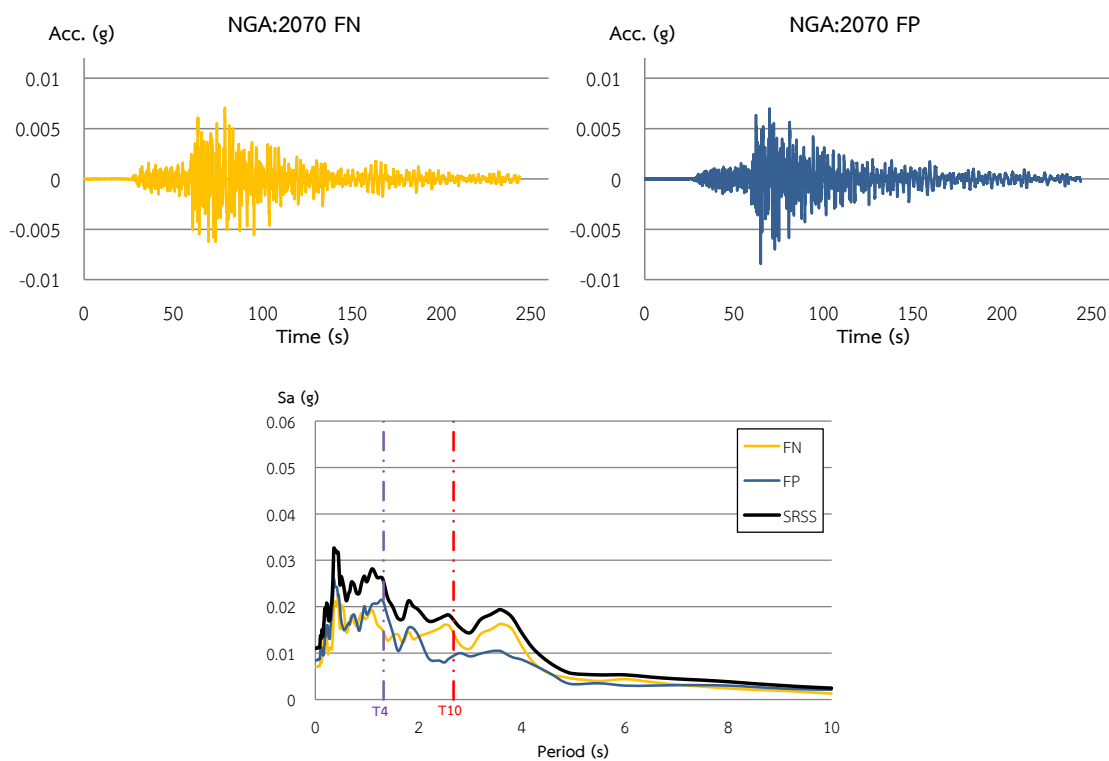 NGA:2070 FN
Acc. (g)
0.01
0.005
0
-0.005
-0.01
0 50 100 150 200 250
Time (s)
NGA:2070 FP
Acc. (g)
0.01
0.005
0
-0.005
-0.01
0 50 100 150 200 250
Time (s)
Sa (g)
0.06
0.05
0.04
0.03
0.02
0.01
0
FN
FP
SRSS
T4 T10
0 2 4 6 8 10
Period (s)